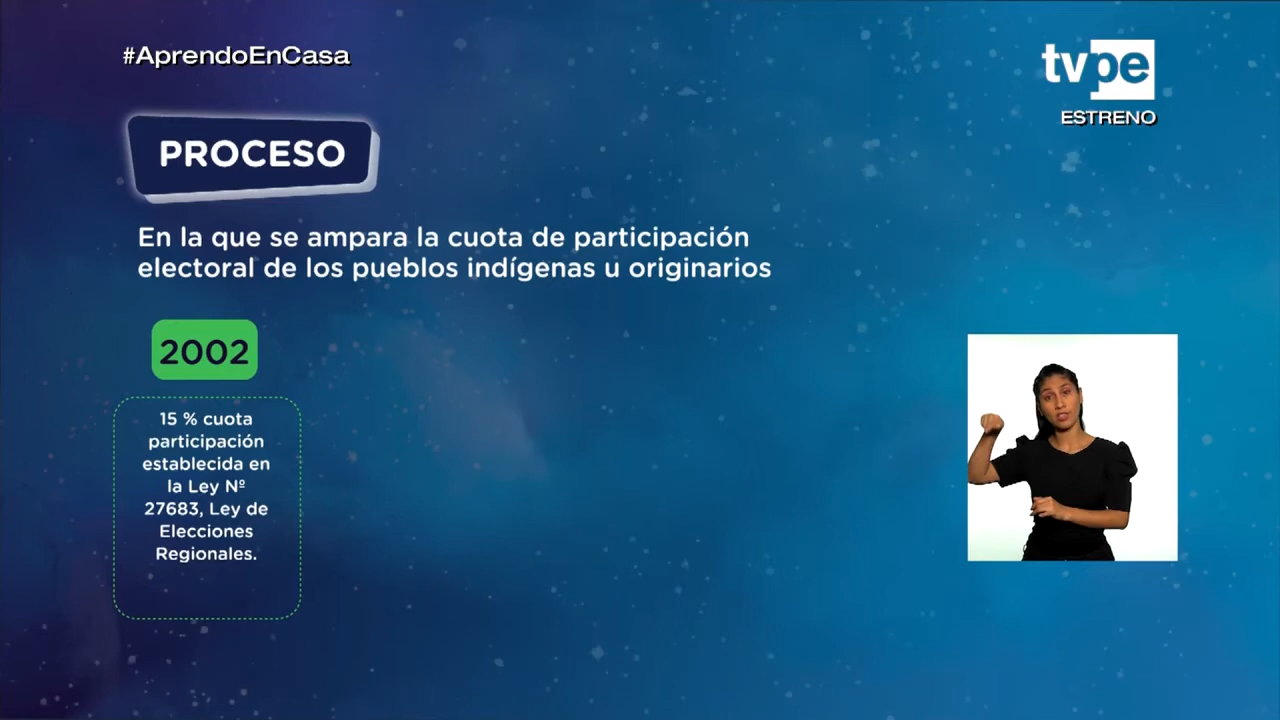 #AprendoEnCasa
tvpe
ESTRENO
PROCESO
En la que se ampara la cuota de participación
electoral de los pueblos indígenas u originarios
2002
15 % cuota
participación
establecida en
la Ley Nº
27683, Ley de
Elecciones
Regionales.